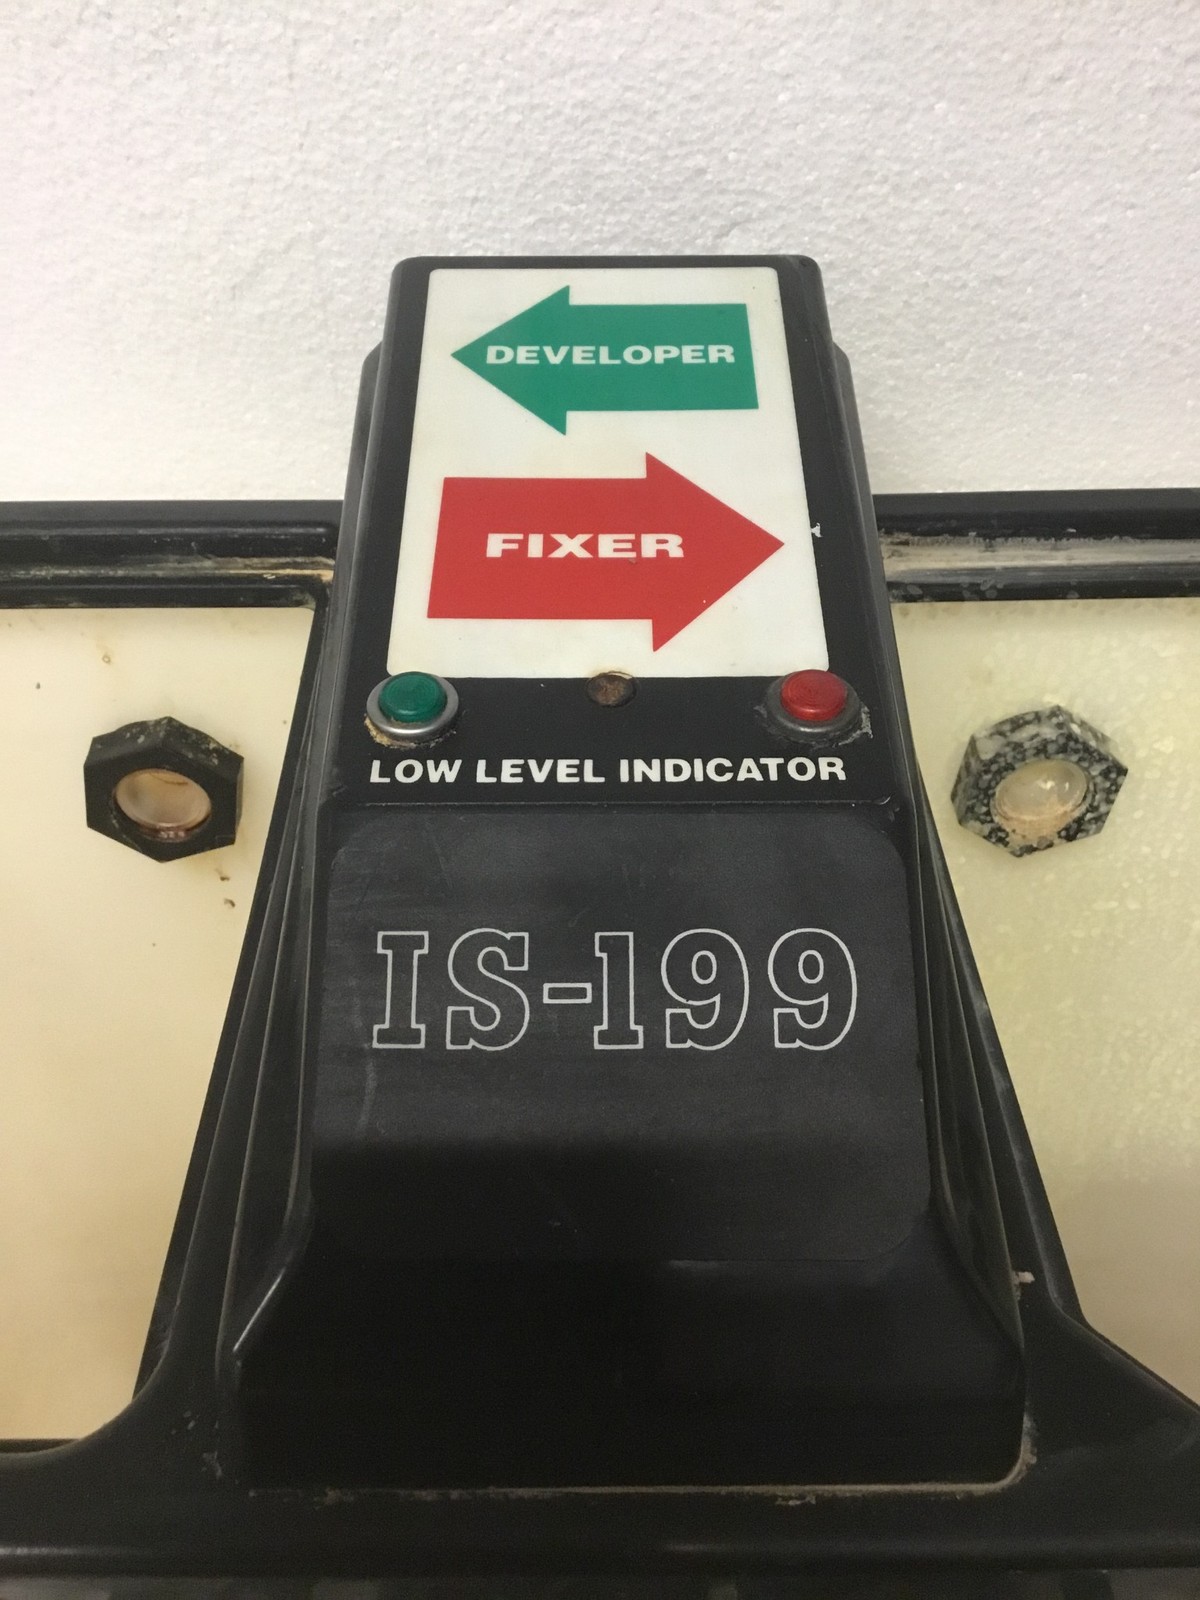 DEVELOPER
FIXER
LOW LEVEL INDICATOR
IS-199